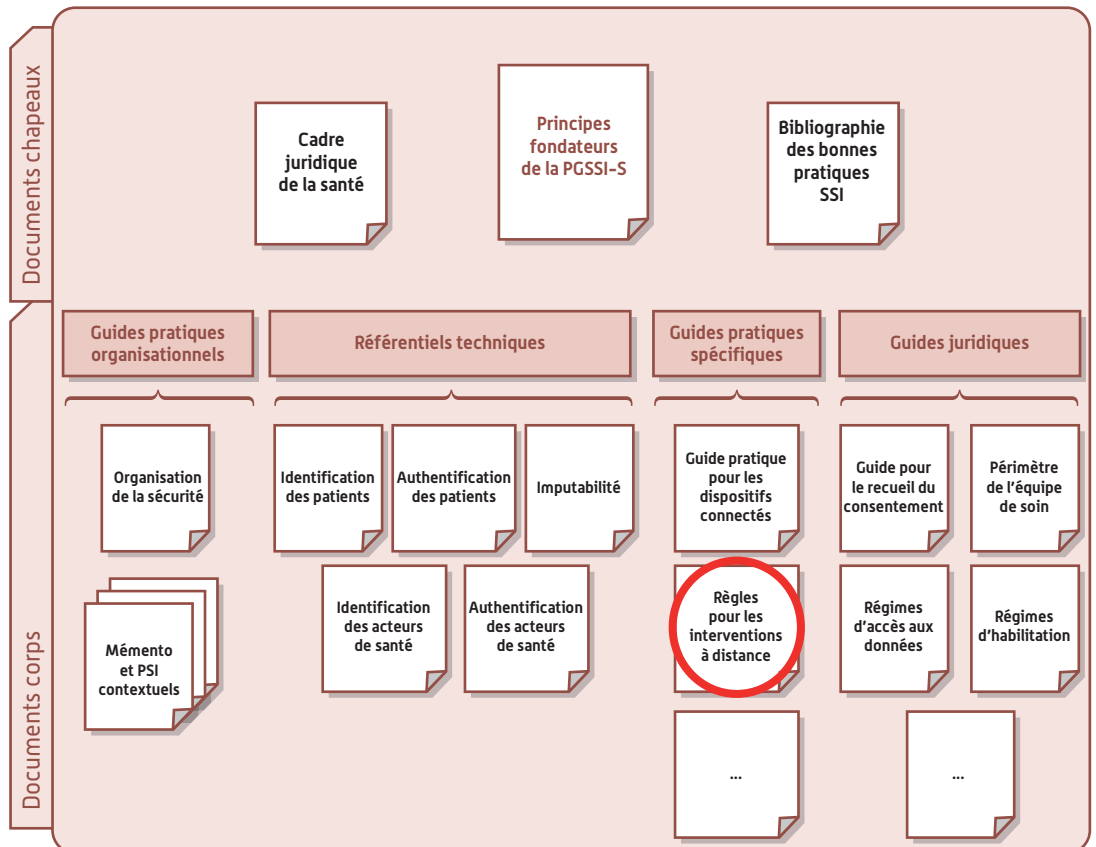 Documents chapeaux
Cadre
juridique
de la santé
Principes
fondateurs
de la PGSSI-S
Bibliographie
des bonnes
pratiques
SSI
Documents corps
Guides pratiques
organisationnels
Référentiels techniques
Guides pratiques
spécifiques
Guides juridiques
Organisation
de la sécurité
Mémento
et PSI
contextuels
Identification
des patients
Authentification
des patients
Imputabilité
Identification
des acteurs
de santé
Authentification
des acteurs
de santé
Guide pratique
pour les
dispositifs
connectés
Règles
pour les
interventions
à distance
...
Guide pour
le recueil du
consentement
Périmètre
de l'équipe
de soin
Régimes
d'accès aux
données
Régimes
d'habilitation
...